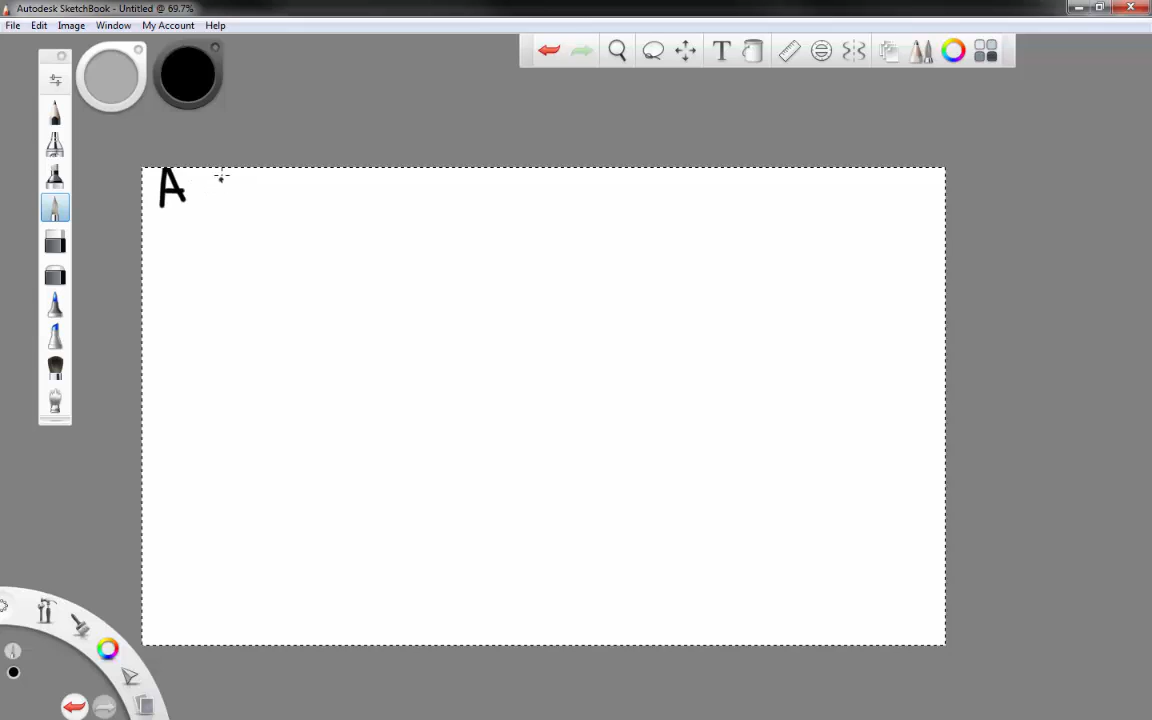 Autodesk SketchBook - Untitled @ 69.7%
File Edit Image Window My Account Help
T
A